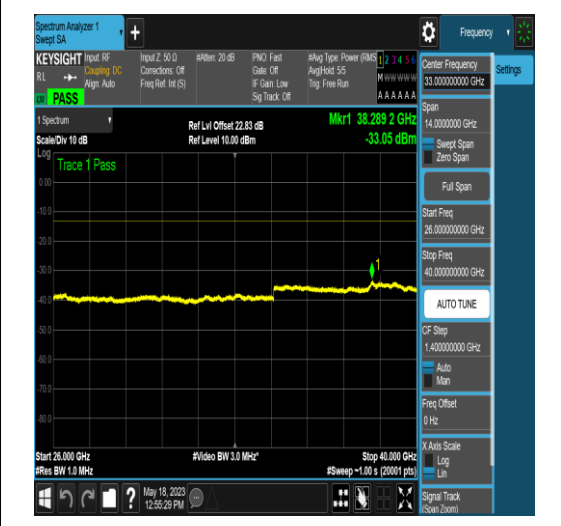 Spectrum Analyzer 1
Swept SA
Frequency
KEYSIGHT
RL
PASS
Input: RF
Coupling: DC
Align: Auto
Input Z: 50 Ω
Corrections: Off
Freq Ref: Int (S)
#Atten: 20 dB
PNO: Fast
Gate: Off
IF Gain: Low
Sig Track: Off
#Avg Type: Power (RMS
Avg|Hold: 5/5
Trig: Free Run
1 2 3 4 5 6
M W W W W W
A A A A A A
1 Spectrum
Scale/Div 10 dB
Ref Lvl Offset 22.83 dB
Ref Level 10.00 dBm
Mkr1 38.289 2 GHz
-33.05 dBm
Log
Trace 1 Pass
0.00
-10.0
-20.0
-30.0
-40.0
-50.0
-60.0
-70.0
-80.0
1
Start 26.000 GHz
#Res BW 1.0 MHz
#Video BW 3.0 MHz*
Stop 40.000 GHz
#Sweep ~1.00 s (20001 pts)
May 18, 2023
12:55:29 PM
Center Frequency
33.000000000 GHz
Span
14.0000000 GHz
Swept Span
Zero Span
Full Span
Start Freq
26.000000000 GHz
Stop Freq
40.000000000 GHz
AUTO TUNE
CF Step
1.400000000 GHz
Auto
Man
Freq Offset
0 Hz
X Axis Scale
Log
Lin
Signal Track
(Span Zoom)
Settings